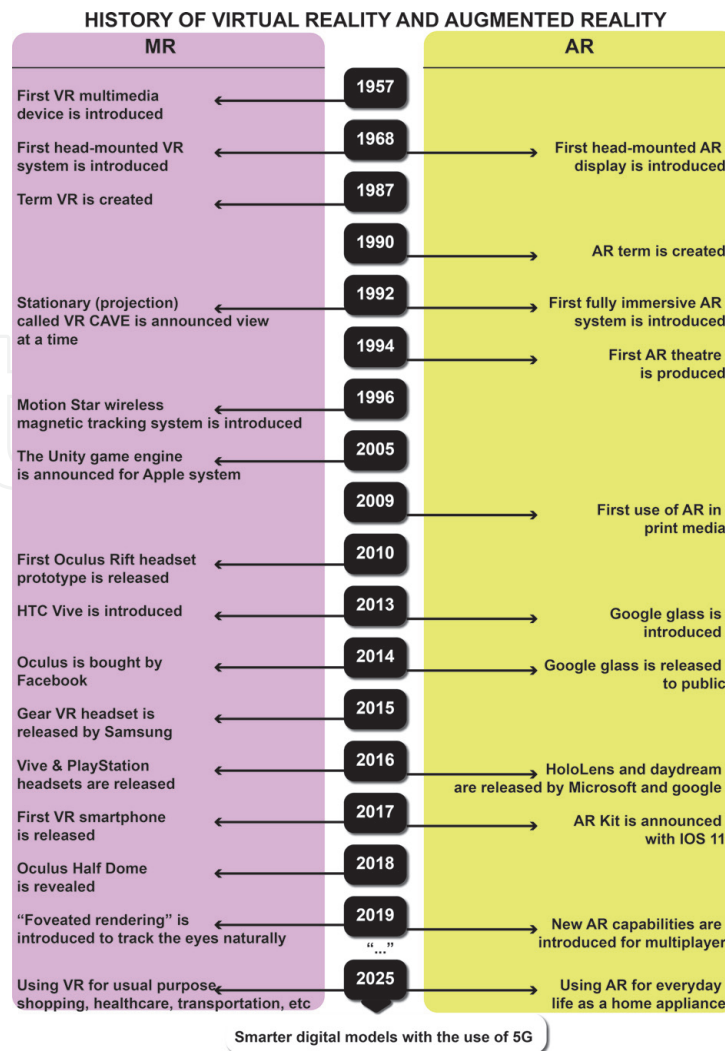 HISTORY OF VIRTUAL REALITY AND AUGMENTED REALITY
MR
AR
1957
First VR multimedia
device is introduced
1968
First head-mounted VR
system is introduced
First head-mounted AR
display is introduced
1987
Term VR is created
1990
AR term is created
1992
Stationary (projection)
called VR CAVE is announced view
at a time
First fully immersive AR
system is introduced
1994
First AR theatre
is produced
1996
Motion Star wireless
magnetic tracking system is introduced
2005
The Unity game engine
is announced for Apple system
2009
First use of AR in
print media
2010
First Oculus Rift headset
prototype is released
2013
HTC Vive is introduced
Google glass is
introduced
2014
Oculus is bought by
Facebook
Google glass is released
to public
2015
Gear VR headset is
released by Samsung
2016
Vive & PlayStation
headsets are released
HoloLens and daydream
are released by Microsoft and google
2017
First VR smartphone
is released
AR Kit is announced
with IOS 11
2018
Oculus Half Dome
is revealed
2019
“Foveated rendering” is
introduced to track the eyes naturally
New AR capabilities are
introduced for multiplayer
“...”
2025
Using VR for usual purpose
shopping, healthcare, transportation, etc
Using AR for everyday
life as a home appliance
Smarter digital models with the use of 5G